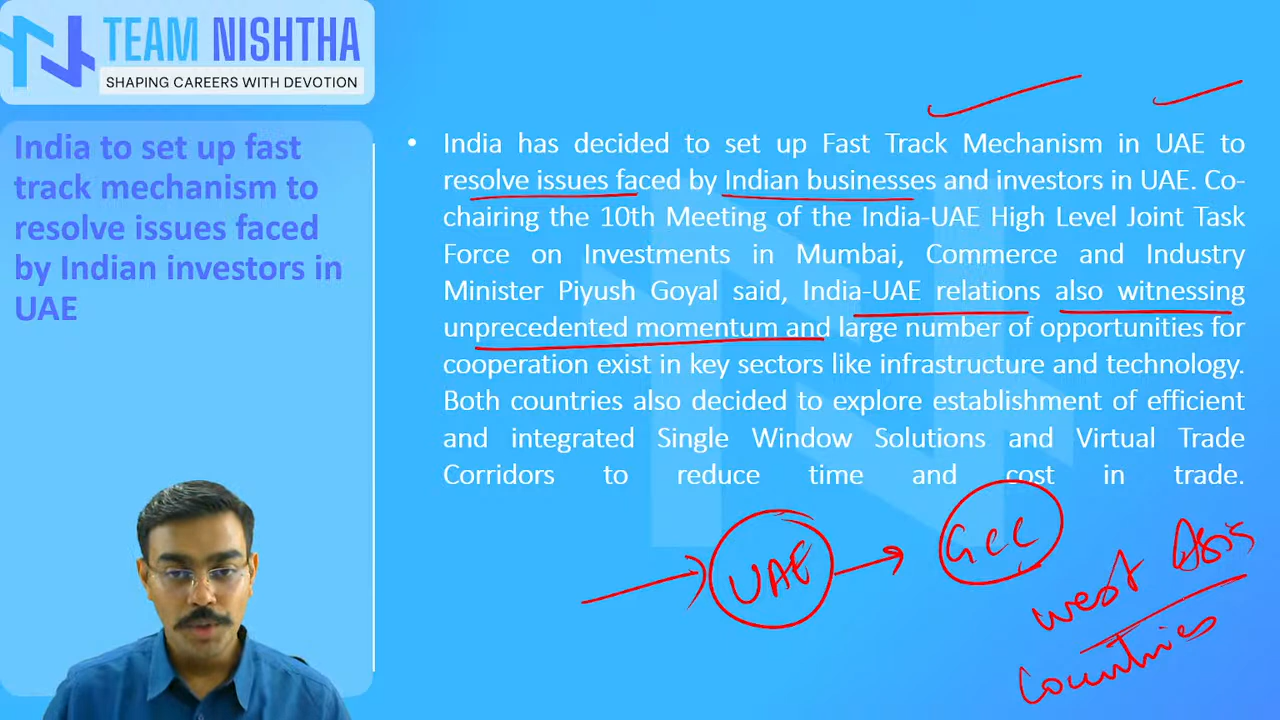 TEAM NISHTHA
SHAPING CAREERS WITH DEVOTION
India to set up fast
track mechanism to
resolve issues faced
by Indian investors in
UAE
• India has decided to set up Fast Track Mechanism in UAE to
resolve issues faced by Indian businesses and investors in UAE. Co-
chairing the 10th Meeting of the India-UAE High Level Joint Task
Force on Investments in Mumbai, Commerce and Industry
Minister Piyush Goyal said, India-UAE relations also witnessing
unprecedented momentum and large number of opportunities for
cooperation exist in key sectors like infrastructure and technology.
Both countries also decided to explore establishment of efficient
and integrated Single Window Solutions and Virtual Trade
Corridors to reduce time and cost in trade.
UAE
GCC
West Asis
Countries